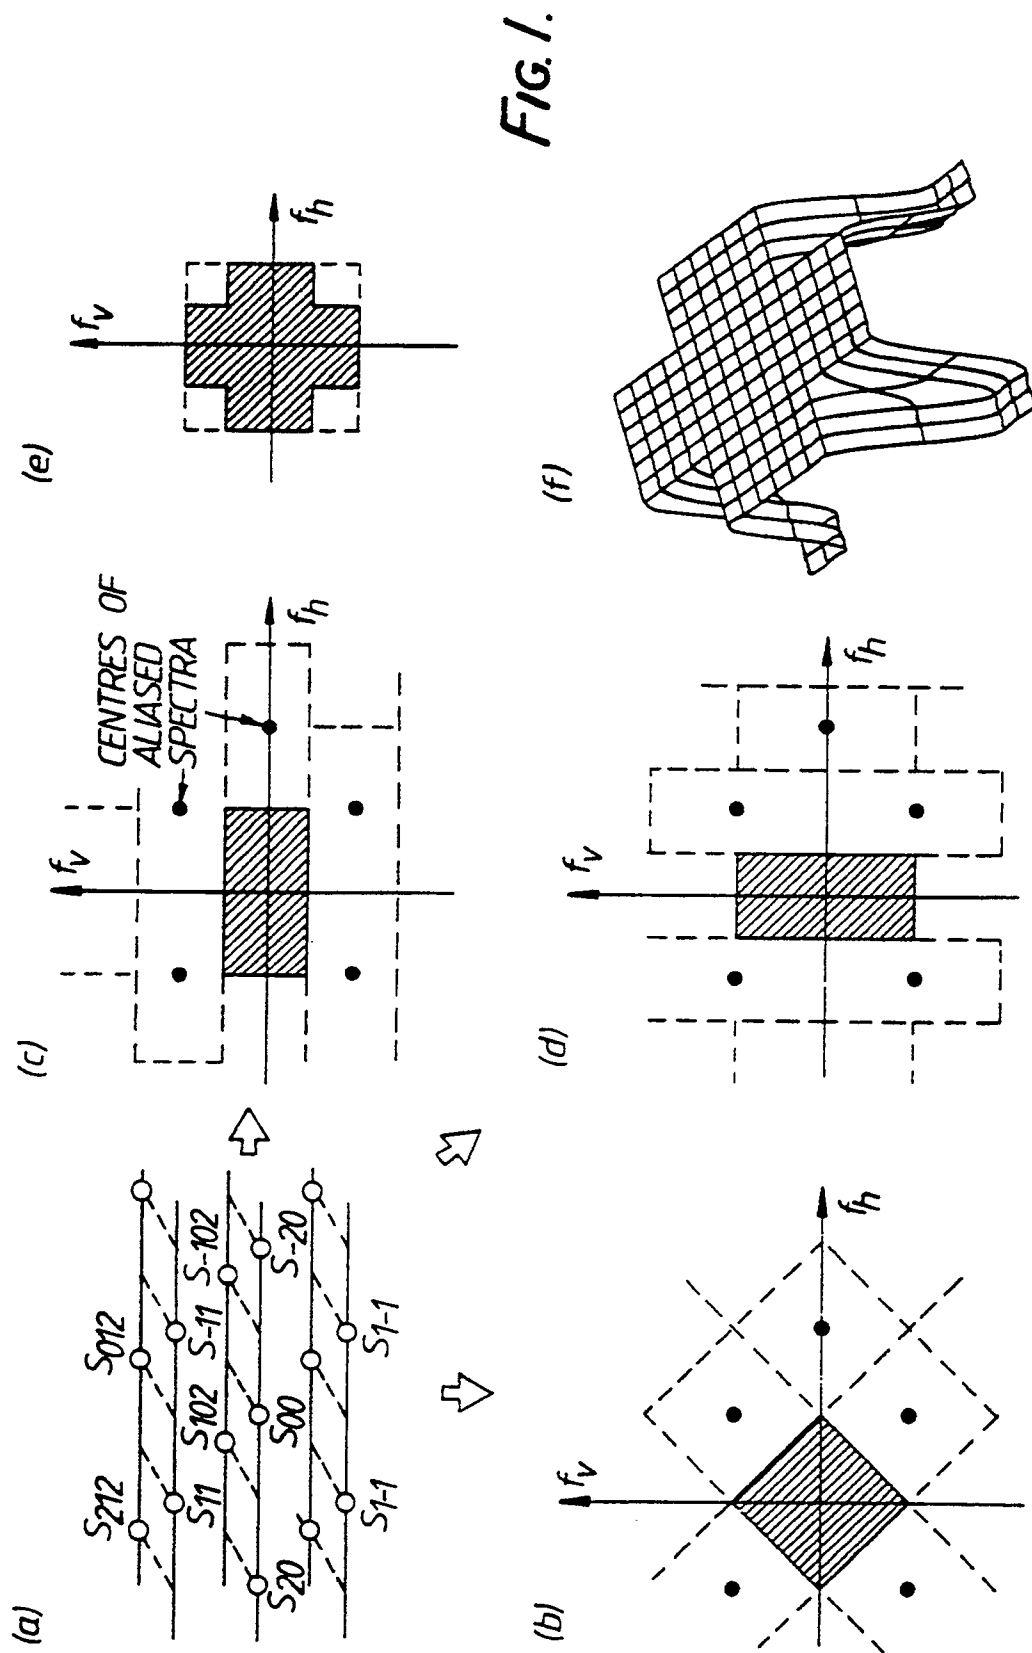 (a)
S212
S012
S11
S102
S-11
S-102
S20
S00
S-20
S1-1
S1-1
(c)
fv
fh
CENTRES OF
ALIASED
SPECTRA
(e)
fv
fh
(b)
fv
fh
(d)
fv
fh
(f)
FIG. 1.